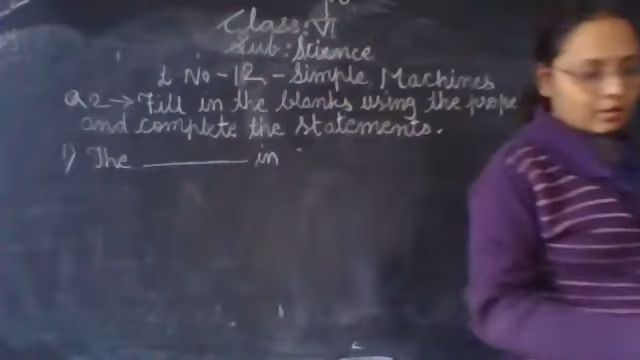 Class: VI
Sub: Science
L No-12-Simple Machines
Q2→Fill in the blanks using the prope
and complete the statements.
1) The ________ in